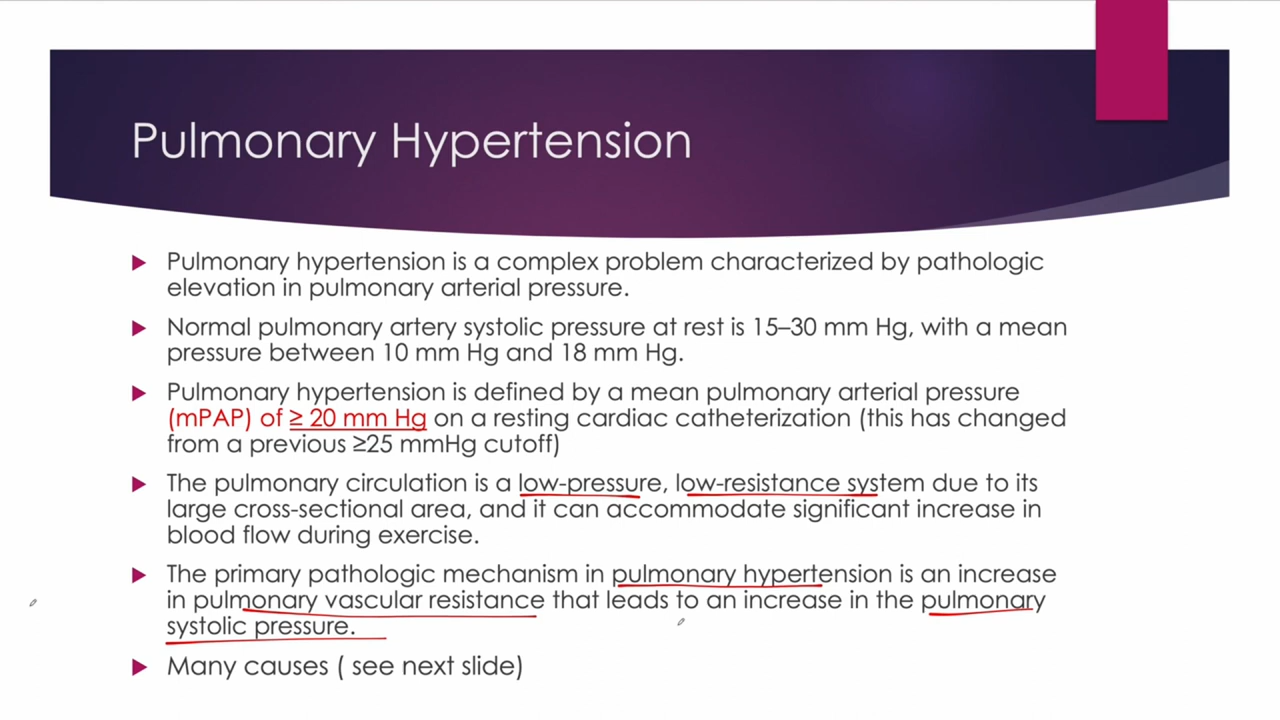 Pulmonary Hypertension
Pulmonary hypertension is a complex problem characterized by pathologic
elevation in pulmonary arterial pressure.
Normal pulmonary artery systolic pressure at rest is 15–30 mm Hg, with a mean
pressure between 10 mm Hg and 18 mm Hg.
Pulmonary hypertension is defined by a mean pulmonary arterial pressure
(mPAP) of ≥ 20 mm Hg on a resting cardiac catheterization (this has changed
from a previous ≥25 mmHg cutoff)
The pulmonary circulation is a low-pressure, low-resistance system due to its
large cross-sectional area, and it can accommodate significant increase in
blood flow during exercise.
The primary pathologic mechanism in pulmonary hypertension is an increase
in pulmonary vascular resistance that leads to an increase in the pulmonary
systolic pressure.
Many causes ( see next slide)